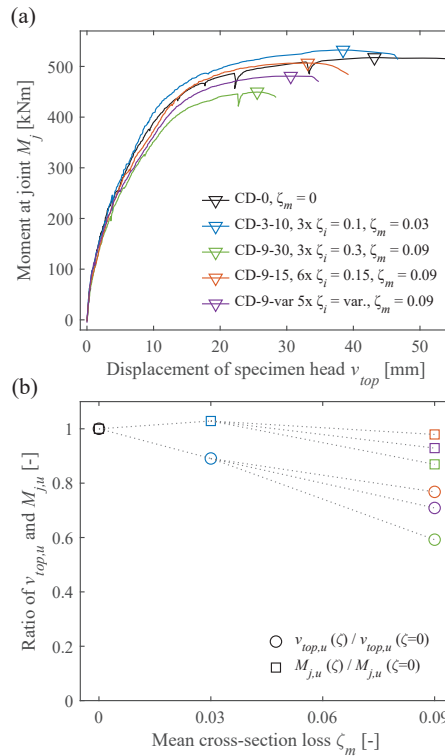 (a)
Moment at joint M_j [kNm]
500
400
300
200
100
0
CD-0, ζ_m = 0
CD-3-10, 3x ζ_i = 0.1, ζ_m = 0.03
CD-9-30, 3x ζ_i = 0.3, ζ_m = 0.09
CD-9-15, 6x ζ_i = 0.15, ζ_m = 0.09
CD-9-var 5x ζ_i = var., ζ_m = 0.09
0 10 20 30 40 50
Displacement of specimen head v_top [mm]
(b)
Ratio of v_top,u and M_j,u [-]
1
0.8
0.6
0.4
0.2
0
v_top,u (ζ) / v_top,u (ζ=0)
M_j,u (ζ) / M_j,u (ζ=0)
0 0.03 0.06 0.09
Mean cross-section loss ζ_m [-]